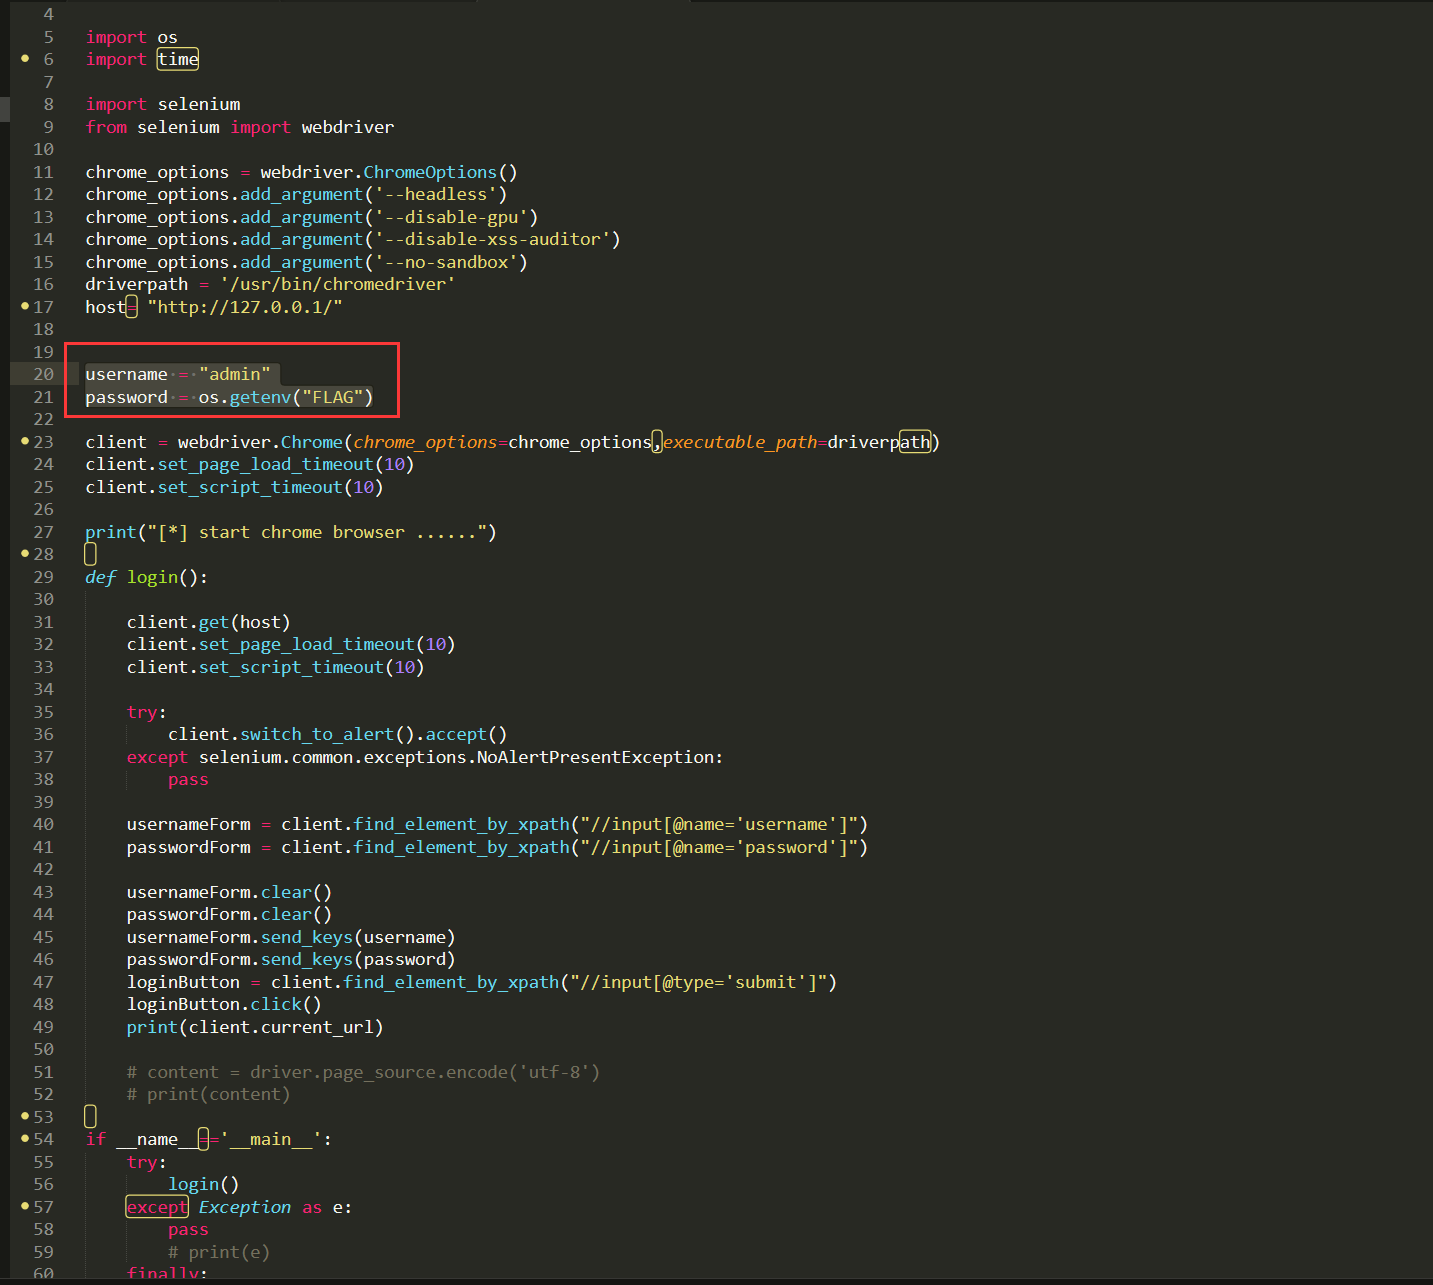 4
5 import os
6 import time
7
8 import selenium
9 from selenium import webdriver
10
11 chrome_options = webdriver.ChromeOptions()
12 chrome_options.add_argument('--headless')
13 chrome_options.add_argument('--disable-gpu')
14 chrome_options.add_argument('--disable-xss-auditor')
15 chrome_options.add_argument('--no-sandbox')
16 driverpath = '/usr/bin/chromedriver'
17 host= "http://127.0.0.1/"
18
19
20 username = "admin"
21 password = os.getenv("FLAG")
22
23 client = webdriver.Chrome(chrome_options=chrome_options,executable_path=driverpath)
24 client.set_page_load_timeout(10)
25 client.set_script_timeout(10)
26
27 print("[*] start chrome browser ......")
28
29 def login():
30
31     client.get(host)
32     client.set_page_load_timeout(10)
33     client.set_script_timeout(10)
34
35     try:
36         client.switch_to_alert().accept()
37     except selenium.common.exceptions.NoAlertPresentException:
38         pass
39
40     usernameForm = client.find_element_by_xpath("//input[@name='username']")
41     passwordForm = client.find_element_by_xpath("//input[@name='password']")
42
43     usernameForm.clear()
44     passwordForm.clear()
45     usernameForm.send_keys(username)
46     passwordForm.send_keys(password)
47     loginButton = client.find_element_by_xpath("//input[@type='submit']")
48     loginButton.click()
49     print(client.current_url)
50
51     # content = driver.page_source.encode('utf-8')
52     # print(content)
53
54 if __name__=='__main__':
55     try:
56         login()
57     except Exception as e:
58         pass
59         # print(e)
60     finally: